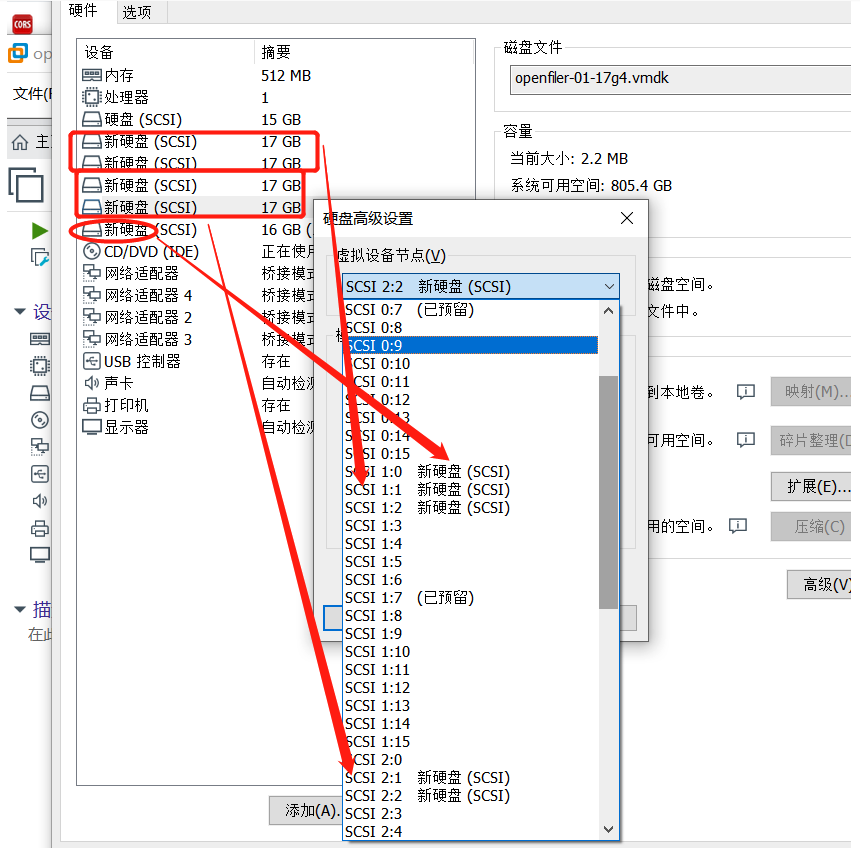 硬件 选项
CORS
op
文件(F
主
设备 摘要
内存 512 MB
处理器 1
硬盘 (SCSI) 15 GB
新硬盘 (SCSI) 17 GB
新硬盘 (SCSI) 17 GB
新硬盘 (SCSI) 17 GB
新硬盘 (SCSI) 17 GB
新硬盘 (SCSI) 16 GB (
CD/DVD (IDE) 正在使用
网络适配器 桥接模式
网络适配器 4 桥接模式
网络适配器 2 桥接模式
网络适配器 3 桥接模式
USB 控制器 存在
声卡 自动检测
打印机 存在
显示器 自动检测
设
描
在此
添加(A)..
磁盘文件
openfiler-01-17g4.vmdk
容量
当前大小: 2.2 MB
系统可用空间: 805.4 GB
磁盘空间。
文件中。
到本地卷。 映射(M)...
可用空间。 碎片整理(D
扩展(E)...
用的空间。 压缩(C)
高级(V)
硬盘高级设置
虚拟设备节点(V)
SCSI 2:2 新硬盘 (SCSI)
SCSI 0:7 (已预留)
SCSI 0:8
SCSI 0:9
SCSI 0:10
SCSI 0:11
SCSI 0:12
SCSI 0:13
SCSI 0:14
SCSI 0:15
SCSI 1:0 新硬盘 (SCSI)
SCSI 1:1 新硬盘 (SCSI)
SCSI 1:2 新硬盘 (SCSI)
SCSI 1:3
SCSI 1:4
SCSI 1:5
SCSI 1:6
SCSI 1:7 (已预留)
SCSI 1:8
SCSI 1:9
SCSI 1:10
SCSI 1:11
SCSI 1:12
SCSI 1:13
SCSI 1:14
SCSI 1:15
SCSI 2:0
SCSI 2:1 新硬盘 (SCSI)
SCSI 2:2 新硬盘 (SCSI)
SCSI 2:3
SCSI 2:4